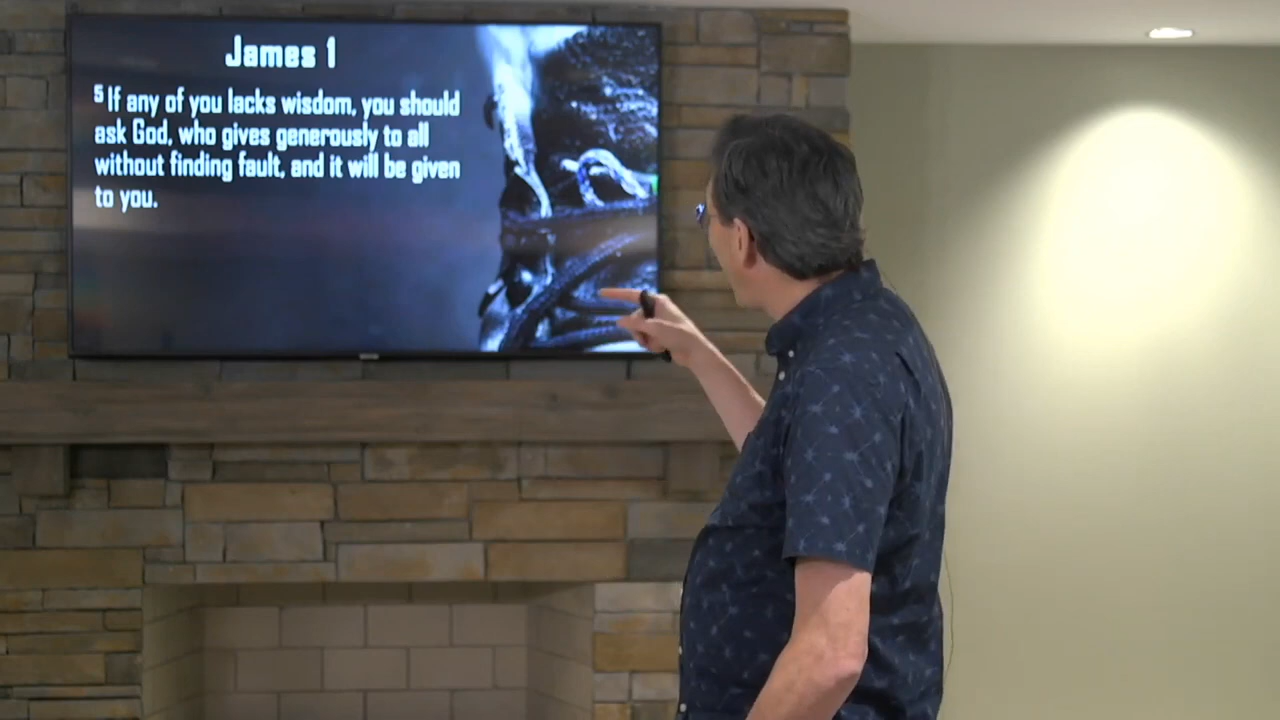 James 1
5 If any of you lacks wisdom, you should
ask God, who gives generously to all
without finding fault, and it will be given
to you.